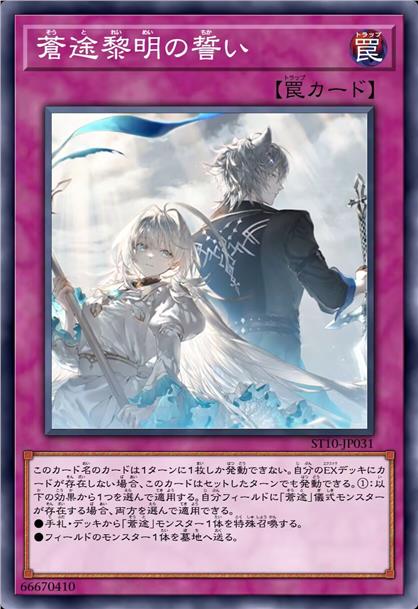 蒼途黎明の誓い
罠
【罠カード】
ST10-JP031
このカード名のカードは1ターンに1枚しか発動できない。自分のEXデッキにカ
ードが存在しない場合、このカードはセットしたターンでも発動できる。①：以
下の効果から1つを選んで適用する。自分フィールドに「蒼途」儀式モンスター
が存在する場合、両方を選んで適用できる。
●手札・デッキから「蒼途」モンスター1体を特殊召喚する。
●フィールドのモンスター1体を墓地へ送る。
66670410